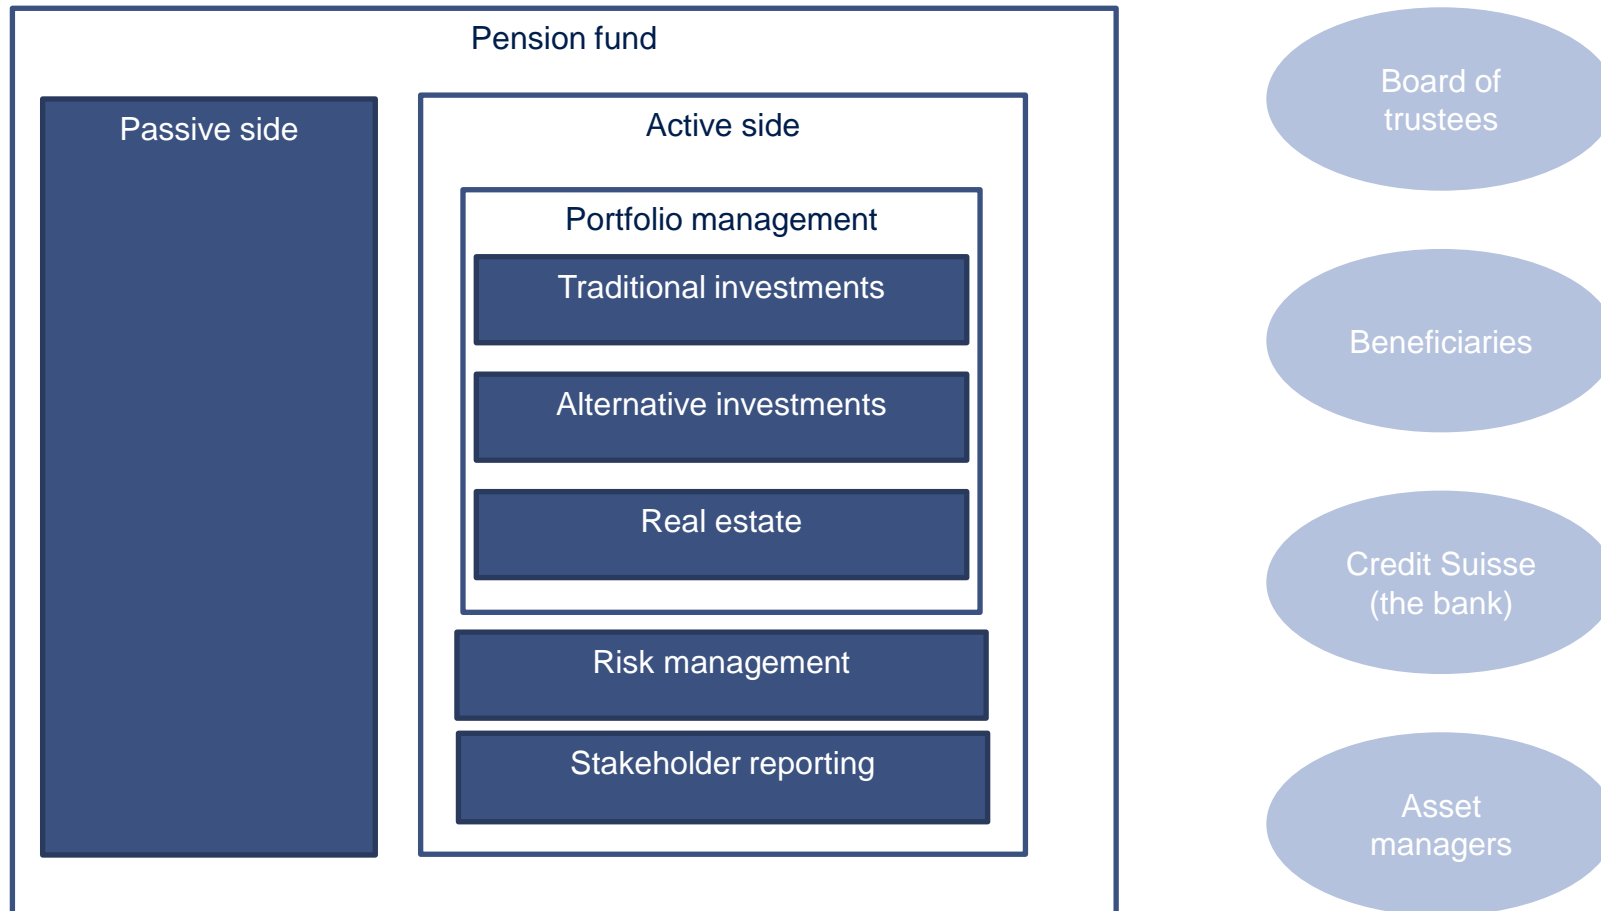 Pension fund
Passive side
Active side
Portfolio management
Traditional investments
Alternative investments
Real estate
Risk management
Stakeholder reporting
Board of
trustees
Beneficiaries
Credit Suisse
(the bank)
Asset
managers